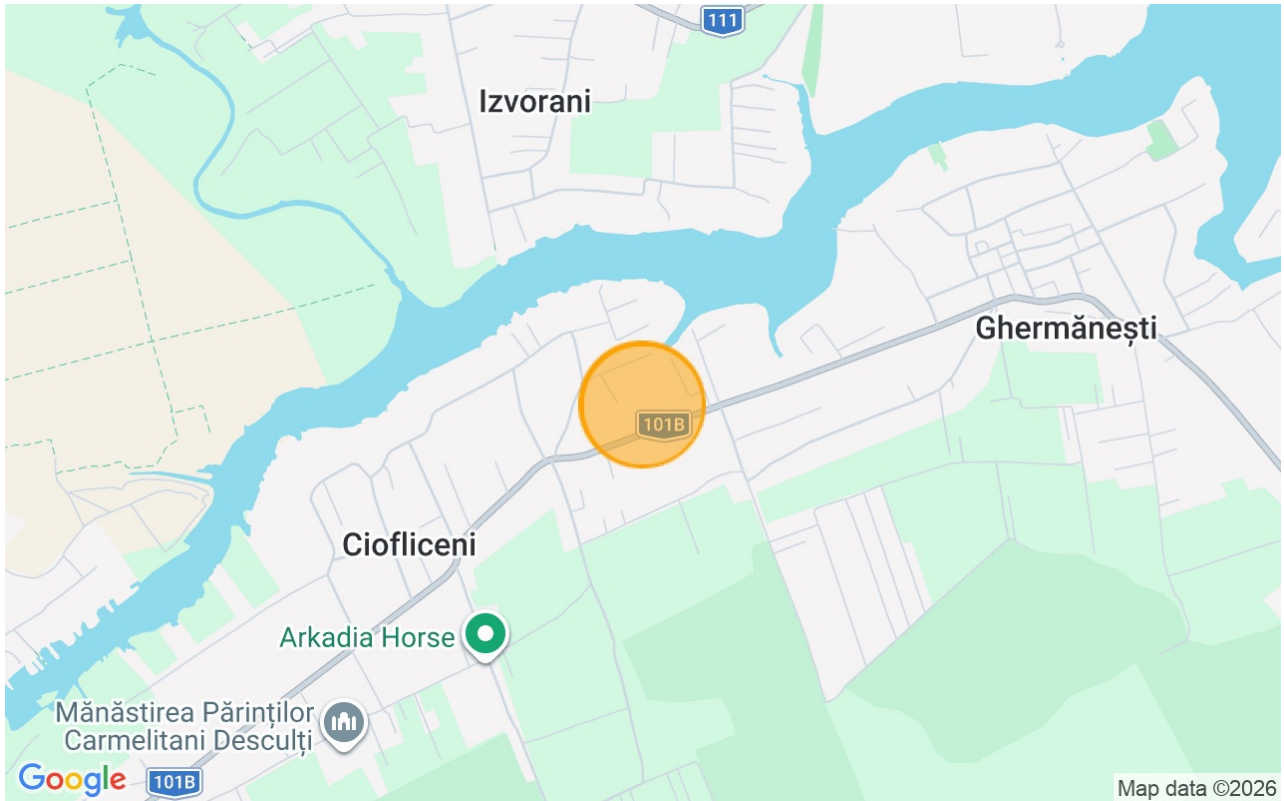 111
Izvorani
Ghermănești
101B
Ciofliceni
Arkadia Horse
Mănăstirea Părinților
Carmelitani Desculți
Google
101B
Map data ©2026